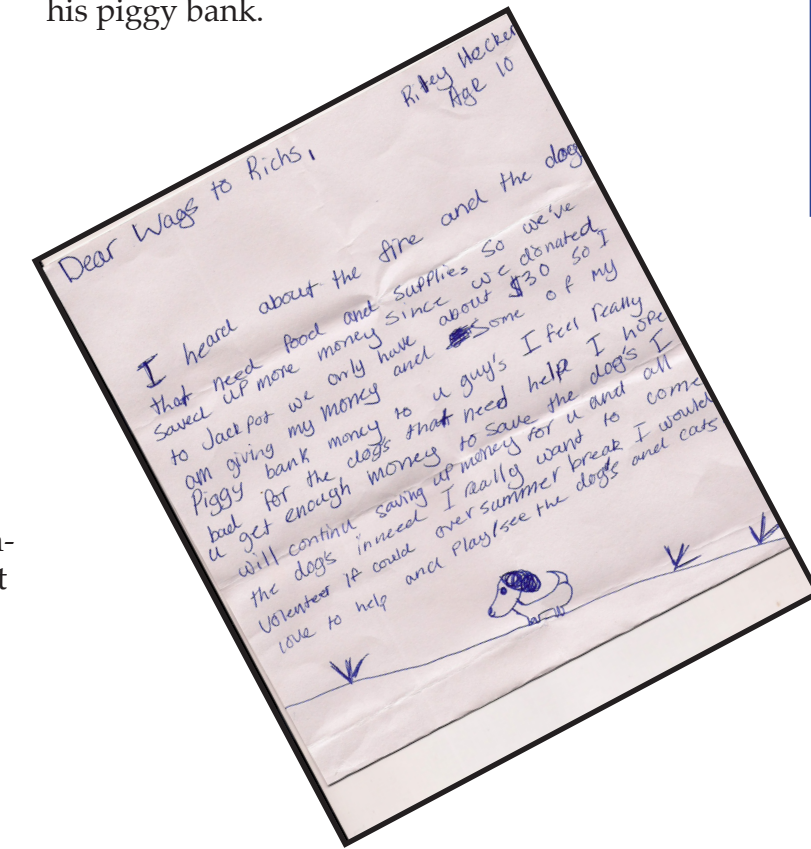 his piggy bank.
Riley Hecker
Age 10
Dear Wags to Richs,
I heard about the fire and the dog
that need food and supplies so we've
saved up more money since we donated
to Jackpot we only have about $30 so I
am giving my money and some of my
Piggy bank money to u guy's I feel really
bad for the dogs that need help I hope
u get enough money to save the dog's I
will continu saving up money for u and all
the dogs inneed I really want to come
volenteer if could over summer break I would
love to help and play/see the dogs and cats
n-
t